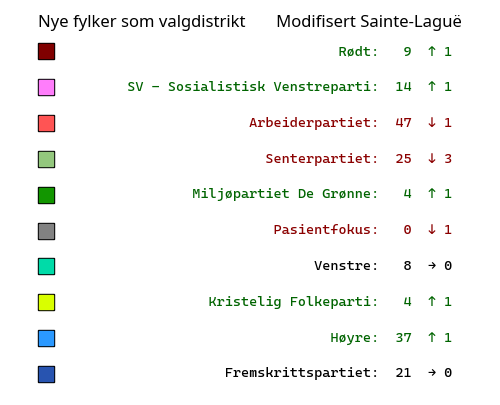 Nye fylker som valgdistrikt Modifisert Sainte-Laguë
Rødt: 9 ↑ 1
SV – Sosialistisk Venstreparti: 14 ↑ 1
Arbeiderpartiet: 47 ↓ 1
Senterpartiet: 25 ↓ 3
Miljøpartiet De Grønne: 4 ↑ 1
Pasientfokus: 0 ↓ 1
Venstre: 8 → 0
Kristelig Folkeparti: 4 ↑ 1
Høyre: 37 ↑ 1
Fremskrittspartiet: 21 → 0